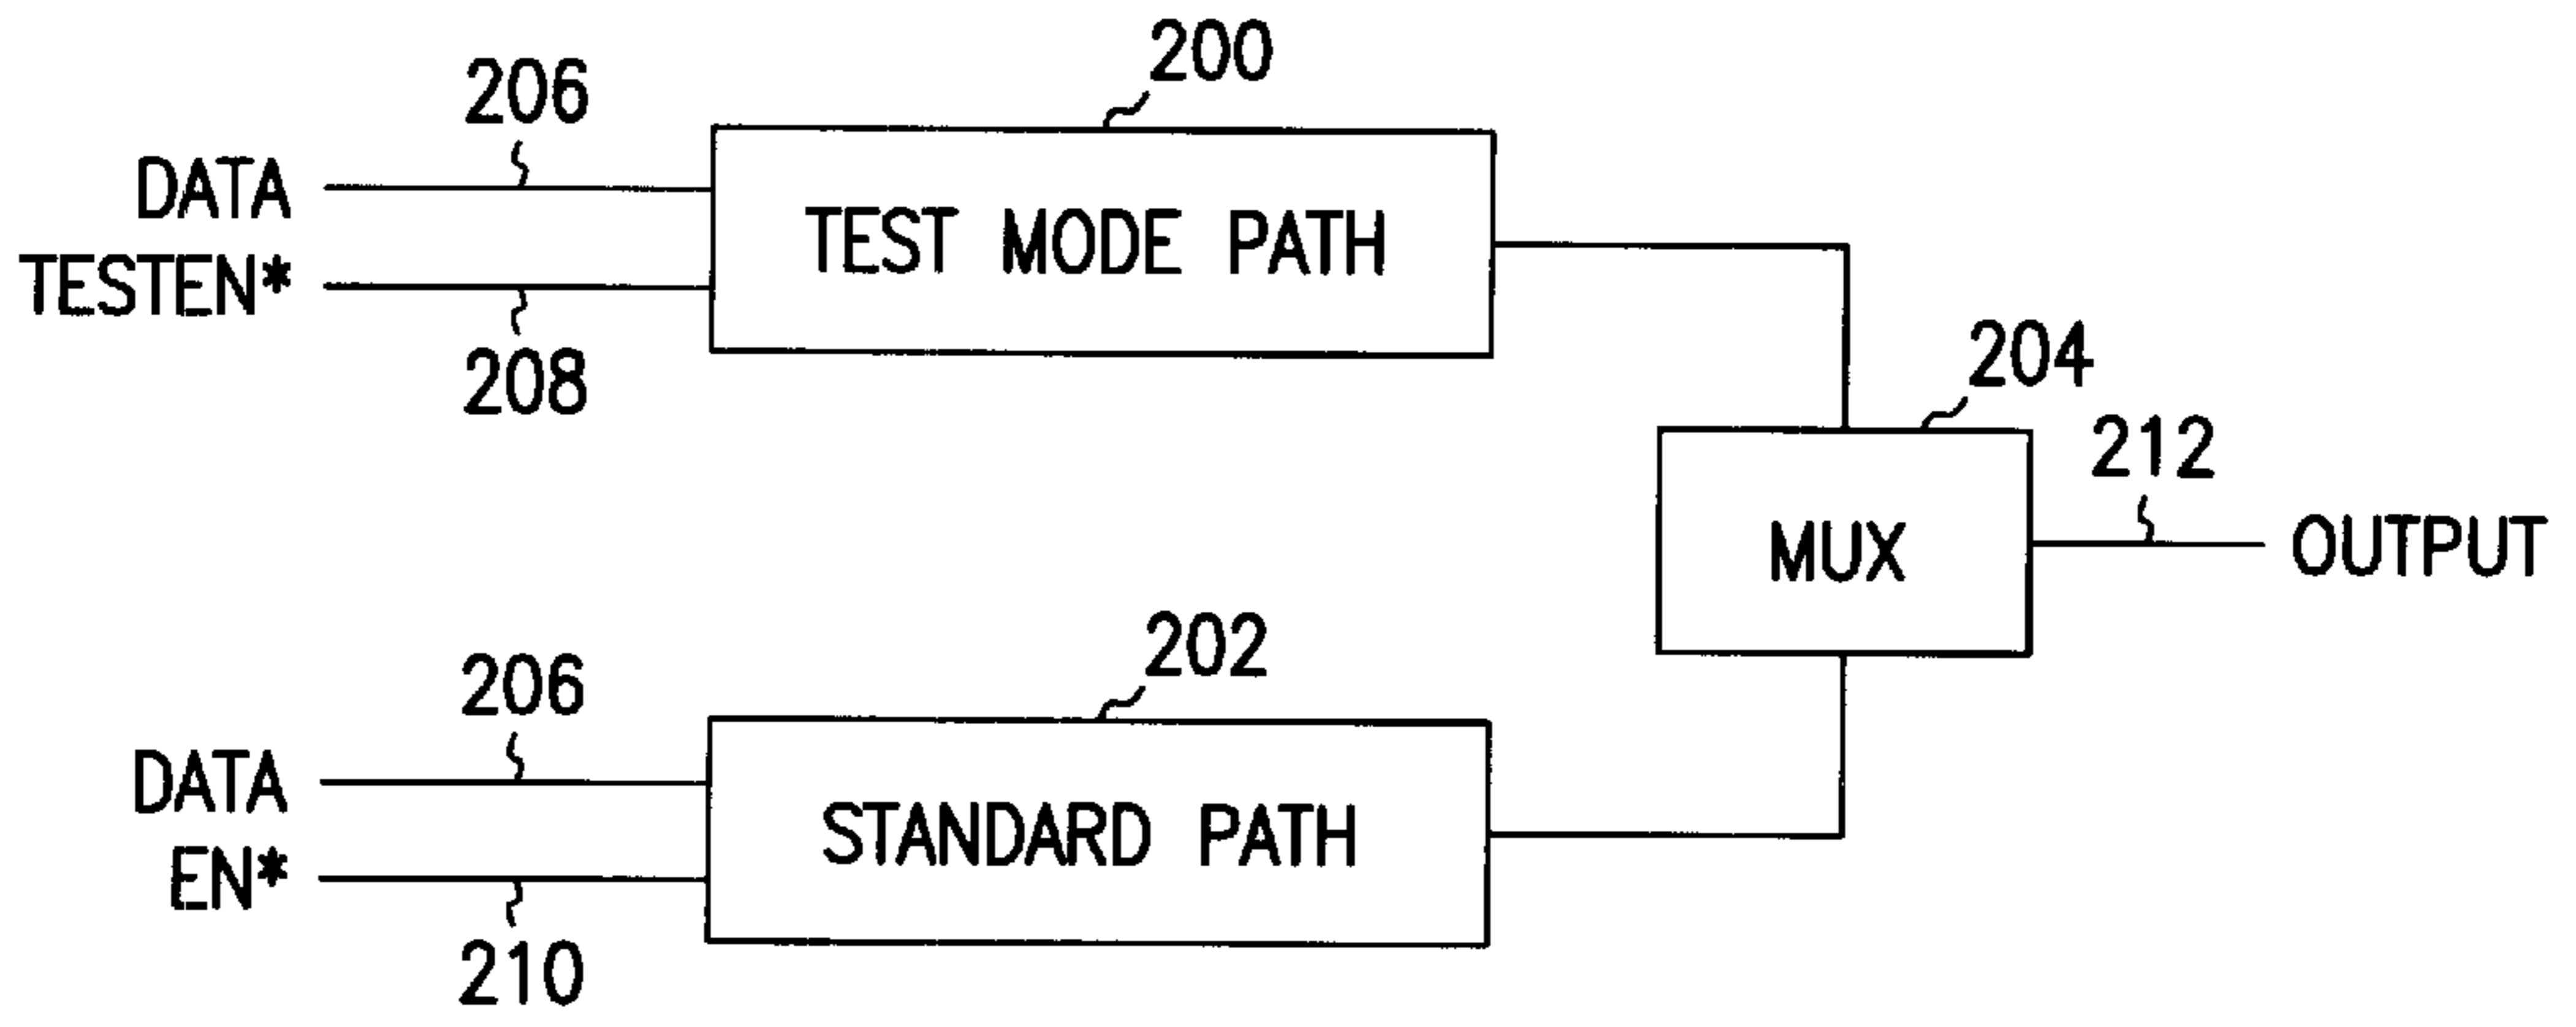 200
206
DATA
TEST MODE PATH
TESTEN*
208
204
212
MUX
OUTPUT
202
206
DATA
STANDARD PATH
EN*
210